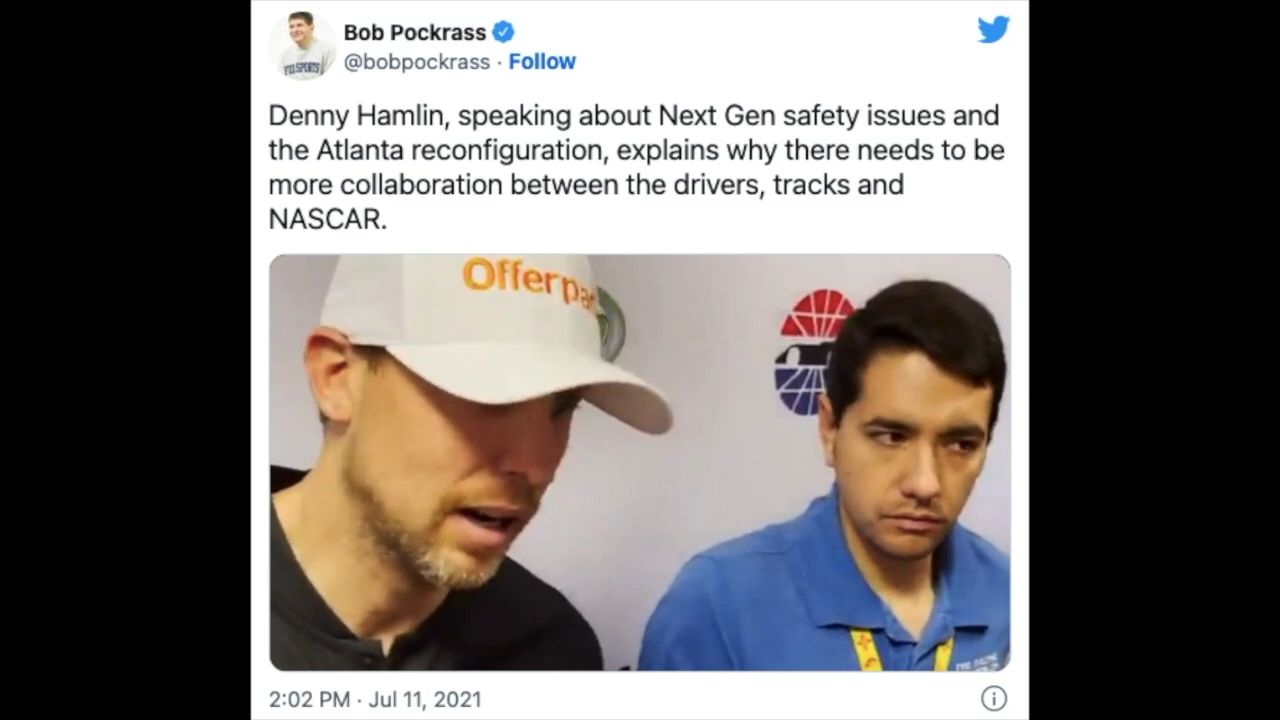 Bob Pockrass
@bobpockrass · Follow
Denny Hamlin, speaking about Next Gen safety issues and
the Atlanta reconfiguration, explains why there needs to be
more collaboration between the drivers, tracks and
NASCAR.
Offerpa
2:02 PM · Jul 11, 2021